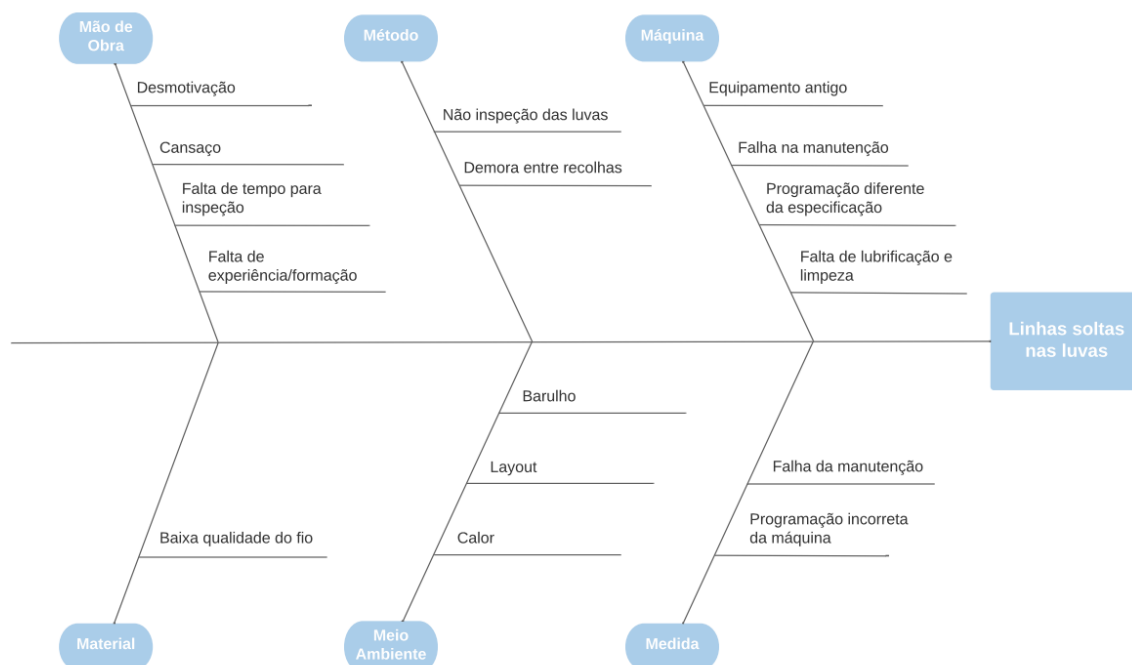 Mão de
Obra
Método
Máquina
Desmotivação
Cansaço
Falta de tempo para
inspeção
Falta de
experiência/formação
Não inspeção das luvas
Demora entre recolhas
Equipamento antigo
Falha na manutenção
Programação diferente
da especificação
Falta de lubrificação e
limpeza
Linhas soltas
nas luvas
Baixa qualidade do fio
Barulho
Layout
Calor
Falha da manutenção
Programação incorreta
da máquina
Material
Meio
Ambiente
Medida